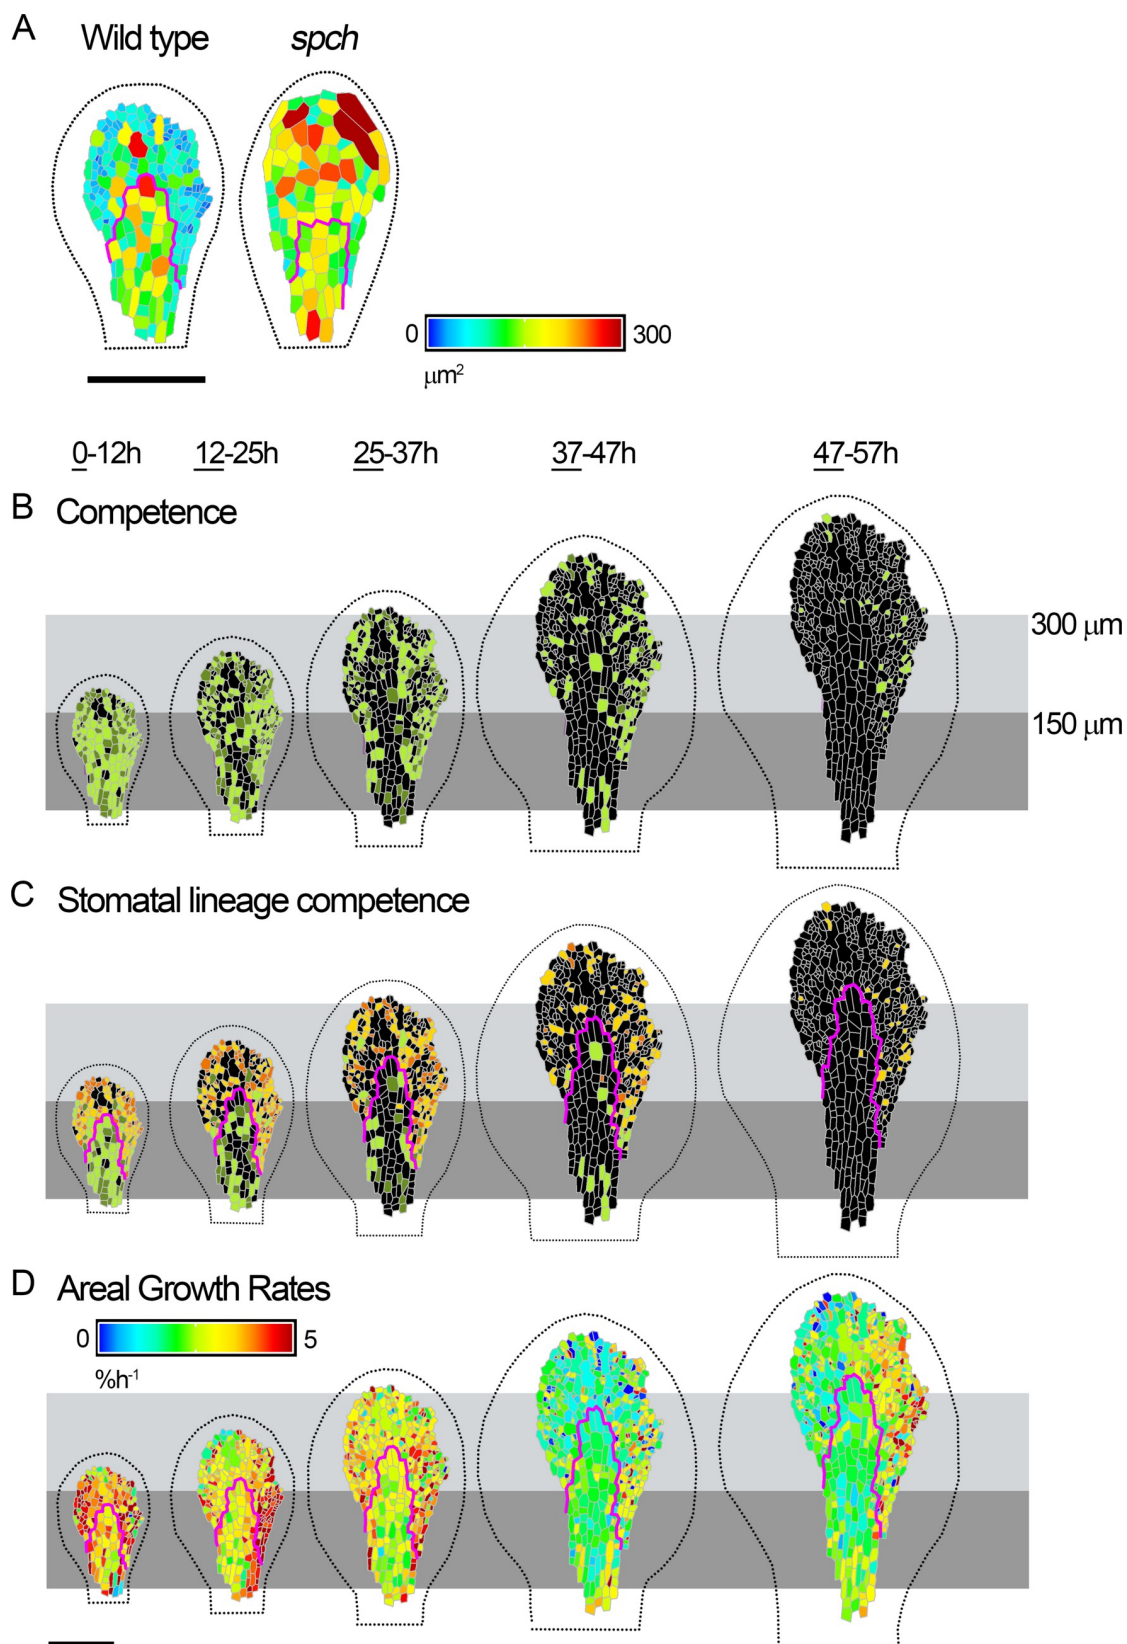 A
Wild type spch
0 300
μm²
0-12h 12-25h 25-37h 37-47h 47-57h
B Competence
300 μm
150 μm
C Stomatal lineage competence
D Areal Growth Rates
0 5
%h⁻¹